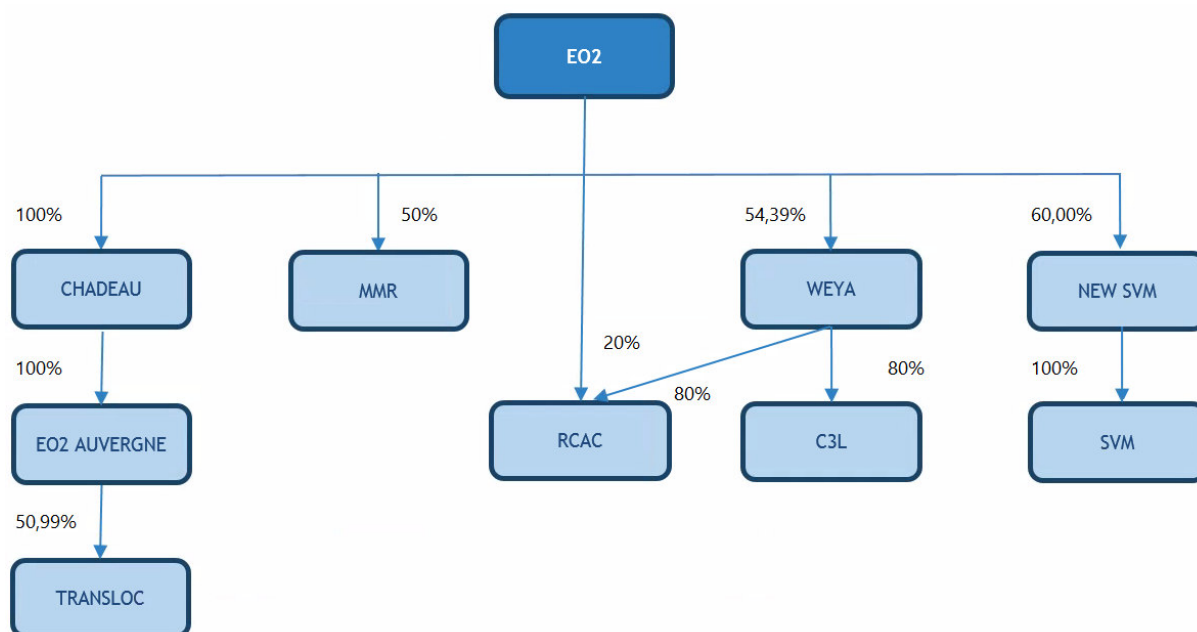 EO2
100%
50%
54,39%
60,00%
CHADEAU
MMR
WEYA
NEW SVM
100%
20%
80%
80%
100%
EO2 AUVERGNE
RCAC
C3L
SVM
50,99%
TRANSLOC